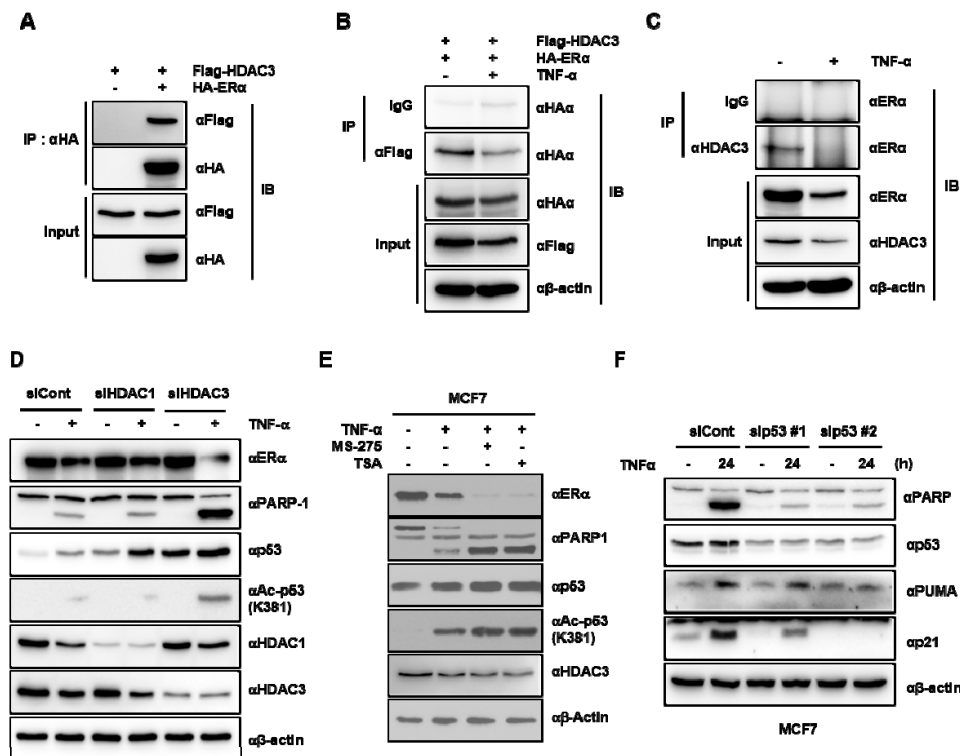 A
+ + Flag-HDAC3
- + HA-ERα
IP : αHA
αFlag
αHA
Input
αFlag
αHA
IB
B
+ + Flag-HDAC3
+ + HA-ERα
- + TNF-α
IP
IgG
αHAα
αFlag
αHAα
Input
αHAα
αFlag
αβ-actin
IB
C
- + TNF-α
IP
IgG
αERα
αHDAC3
αERα
Input
αERα
αHDAC3
αβ-actin
IB
D
siCont siHDAC1 siHDAC3
- + - + - + TNF-α
αERα
αPARP-1
αp53
αAc-p53
(K381)
αHDAC1
αHDAC3
αβ-actin
E
MCF7
TNF-α - + + +
MS-275 - - + -
TSA - - - +
αERα
αPARP1
αp53
αAc-p53
(K381)
αHDAC3
αβ-Actin
F
siCont sip53 #1 sip53 #2
TNFα - 24 - 24 - 24 (h)
αPARP
αp53
αPUMA
αp21
αβ-actin
MCF7